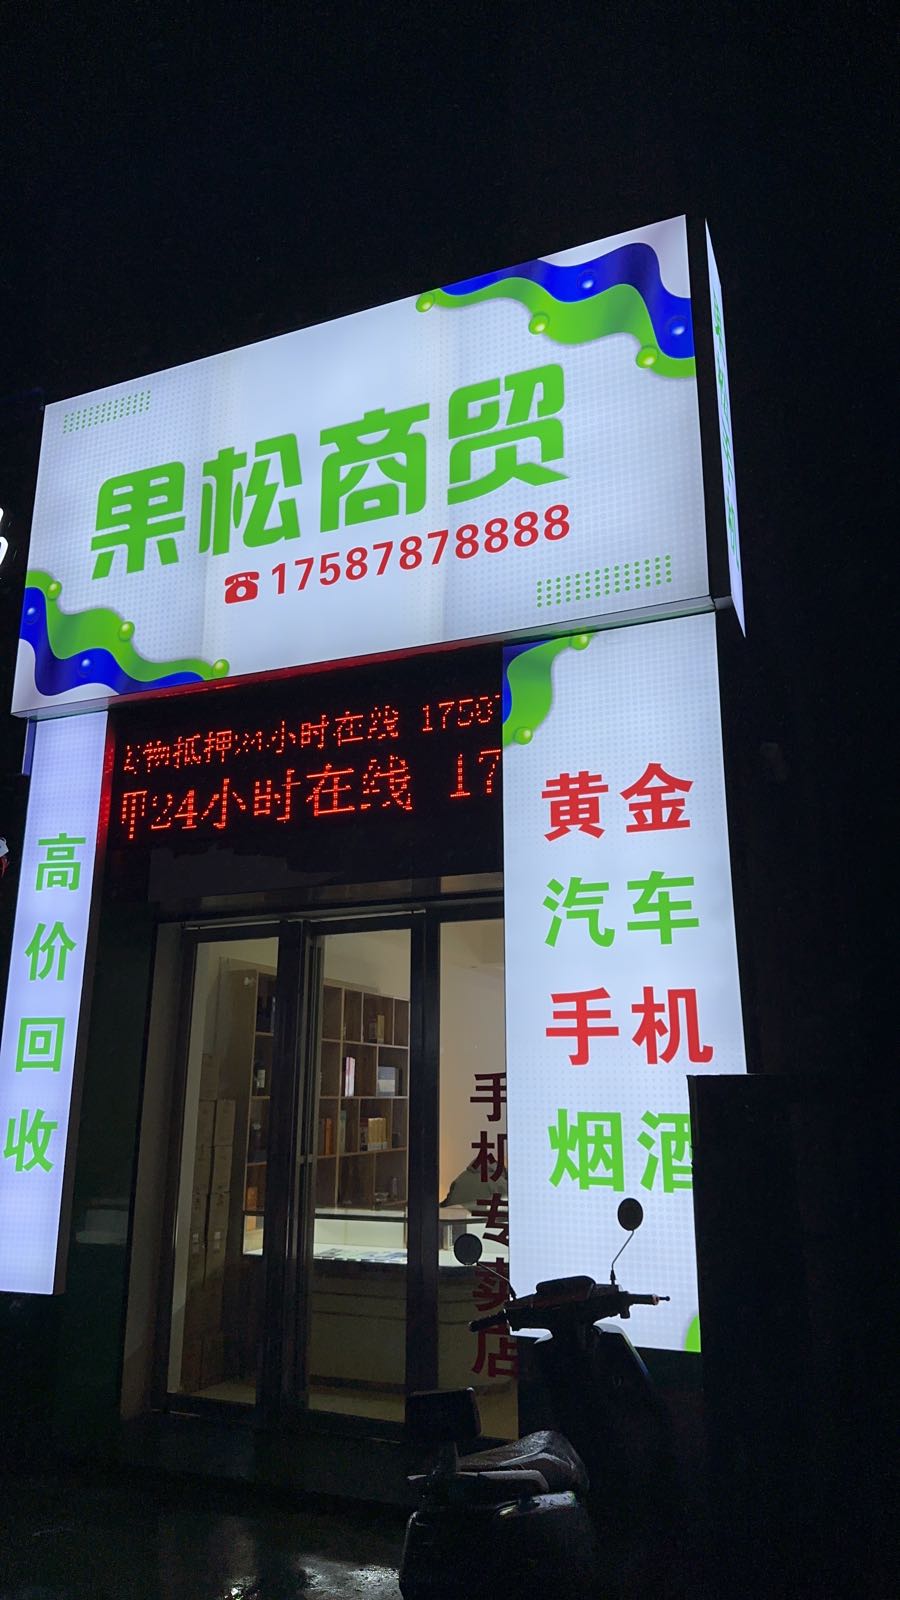 果松商贸
☎17587878888
物抵押24小时在线 1758
押24小时在线 17
高价回收
黄金
汽车
手机
烟酒
手机专卖店